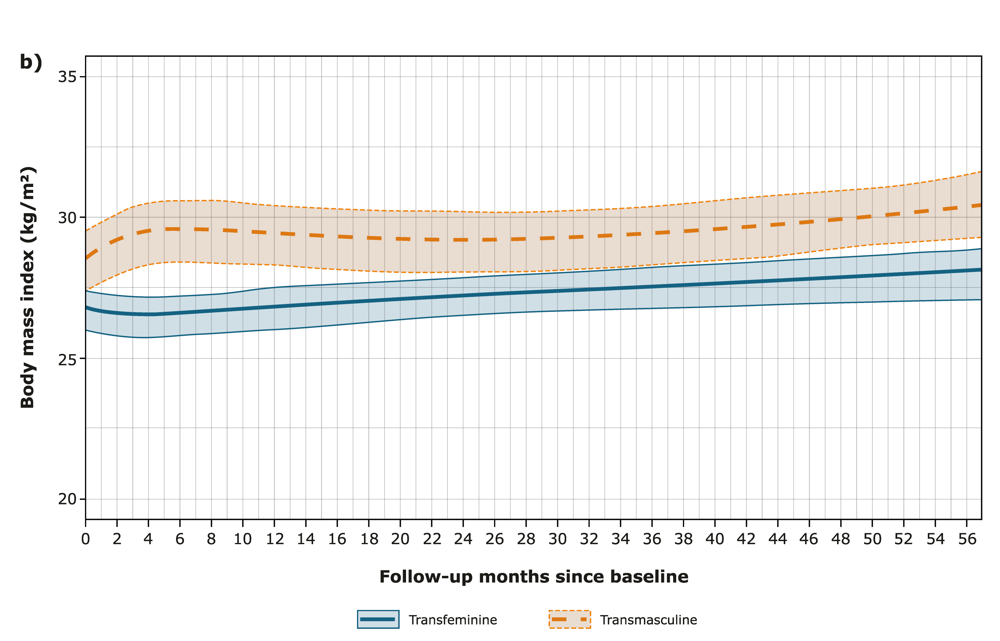 b)
35
30
25
20
Body mass index (kg/m²)
0 2 4 6 8 10 12 14 16 18 20 22 24 26 28 30 32 34 36 38 40 42 44 46 48 50 52 54 56
Follow-up months since baseline
Transfeminine Transmasculine